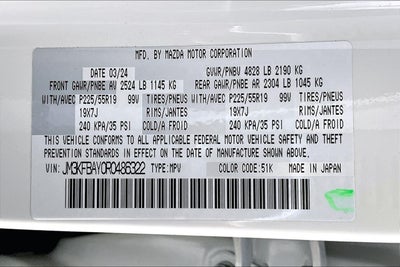 MFD. BY MAZDA MOTOR CORPORATION
DATE 03/24 GVWR/PNBV 4828 LB 2190 KG
FRONT GAWR/PNBE AV 2524 LB 1145 KG REAR GAWR/PNBE AR 2304 LB 1045 KG
WITH/AVEC P225/55R19 99V TIRES/PNEUS WITH/AVEC P225/55R19 99V TIRES/PNEUS
19X7J RIMS/JANTES 19X7J RIMS/JANTES
240 KPA/35 PSI COLD/A FROID 240 KPA/35 PSI COLD/A FROID
THIS VEHICLE CONFORMS TO ALL APPLICABLE FEDERAL MOTOR VEHICLE SAFETY AND THEFT
PREVENTION STANDARDS IN EFFECT ON THE DATE OF MANUFACTURE SHOWN ABOVE.
VIN: JM3KFBAY0R0485322 TYPE:MPV COLOR CODE:51K MADE IN JAPAN